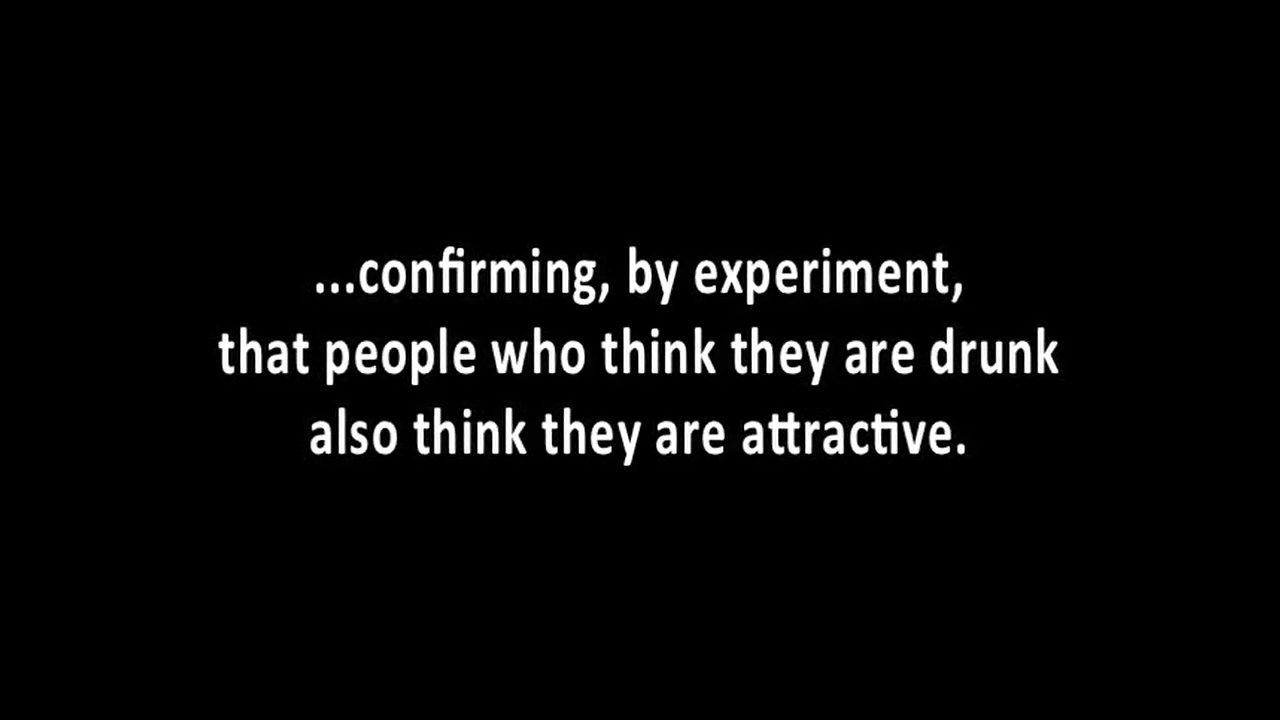 ...confirming, by experiment,
that people who think they are drunk
also think they are attractive.